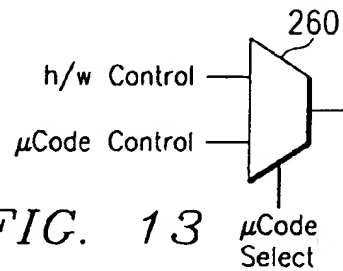 260
h/w Control
μCode Control
FIG. 13
μCode
Select